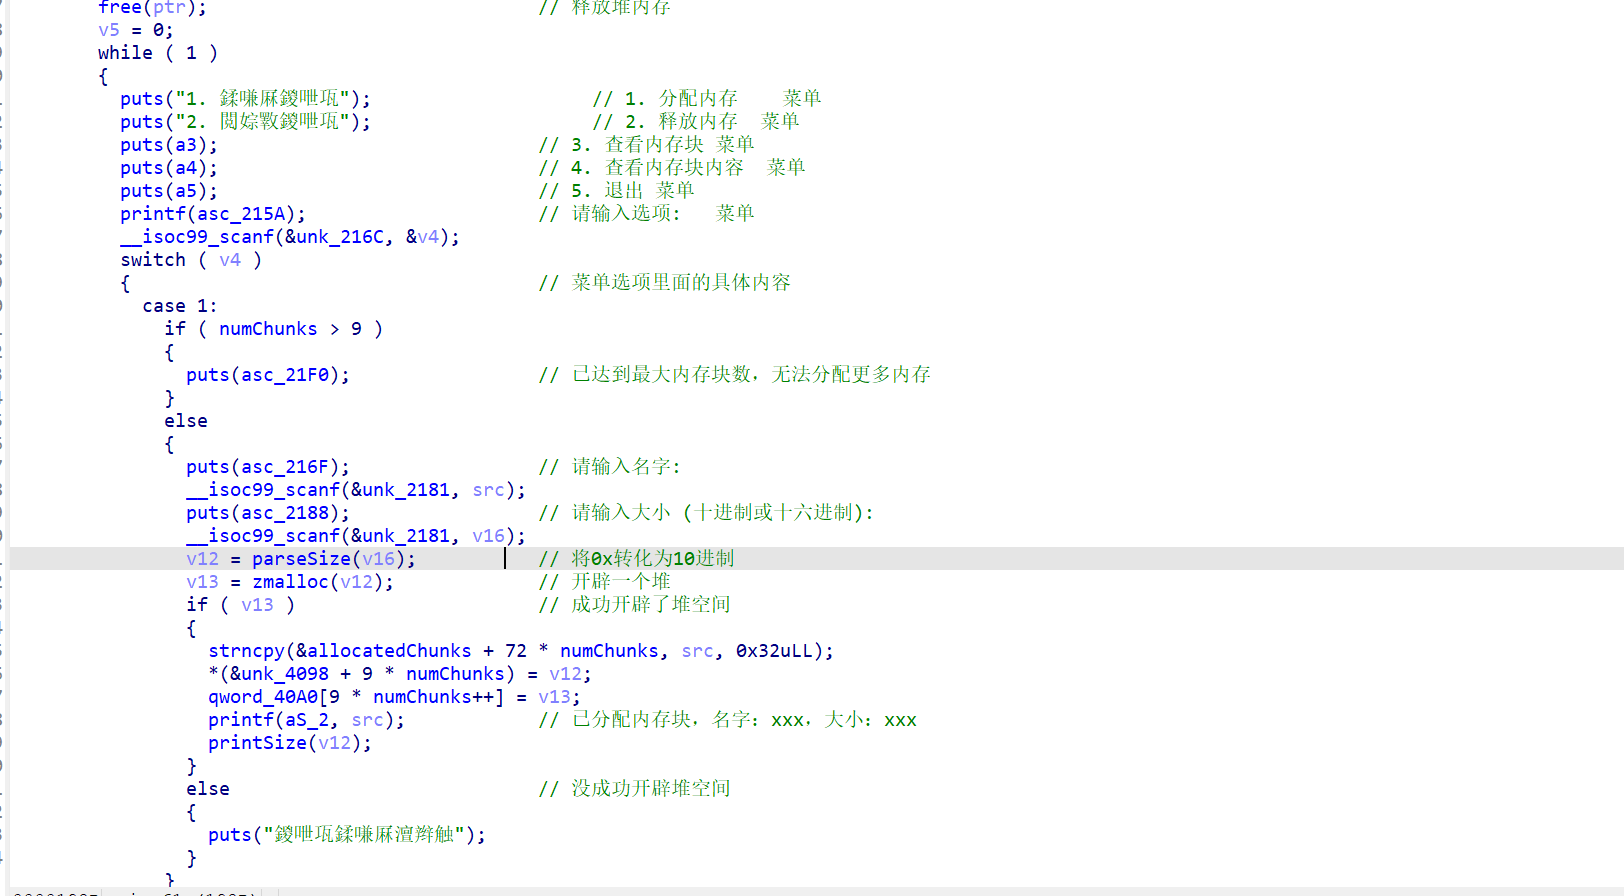 free(ptr); // 释放堆内存
v5 = 0;
while ( 1 )
{
puts("1. 鍒嗛厤鍐呭瓨"); // 1. 分配内存 菜单
puts("2. 閲婃斁鍐呭瓨"); // 2. 释放内存 菜单
puts(a3); // 3. 查看内存块 菜单
puts(a4); // 4. 查看内存块内容 菜单
puts(a5); // 5. 退出 菜单
printf(asc_215A); // 请输入选项: 菜单
__isoc99_scanf(&unk_216C, &v4);
switch ( v4 )
{ // 菜单选项里面的具体内容
case 1:
if ( numChunks > 9 )
{
puts(asc_21F0); // 已达到最大内存块数，无法分配更多内存
}
else
{
puts(asc_216F); // 请输入名字:
__isoc99_scanf(&unk_2181, src);
puts(asc_2188); // 请输入大小 (十进制或十六进制):
__isoc99_scanf(&unk_2181, v16);
v12 = parseSize(v16); // 将0x转化为10进制
v13 = zmalloc(v12); // 开辟一个堆
if ( v13 ) // 成功开辟了堆空间
{
strncpy(&allocatedChunks + 72 * numChunks, src, 0x32uLL);
*(&unk_4098 + 9 * numChunks) = v12;
qword_40A0[9 * numChunks++] = v13;
printf(aS_2, src); // 已分配内存块，名字: xxx，大小: xxx
printSize(v12);
}
else // 没成功开辟堆空间
{
puts("鍐呭瓨鍒嗛厤澶辫触");
}
}